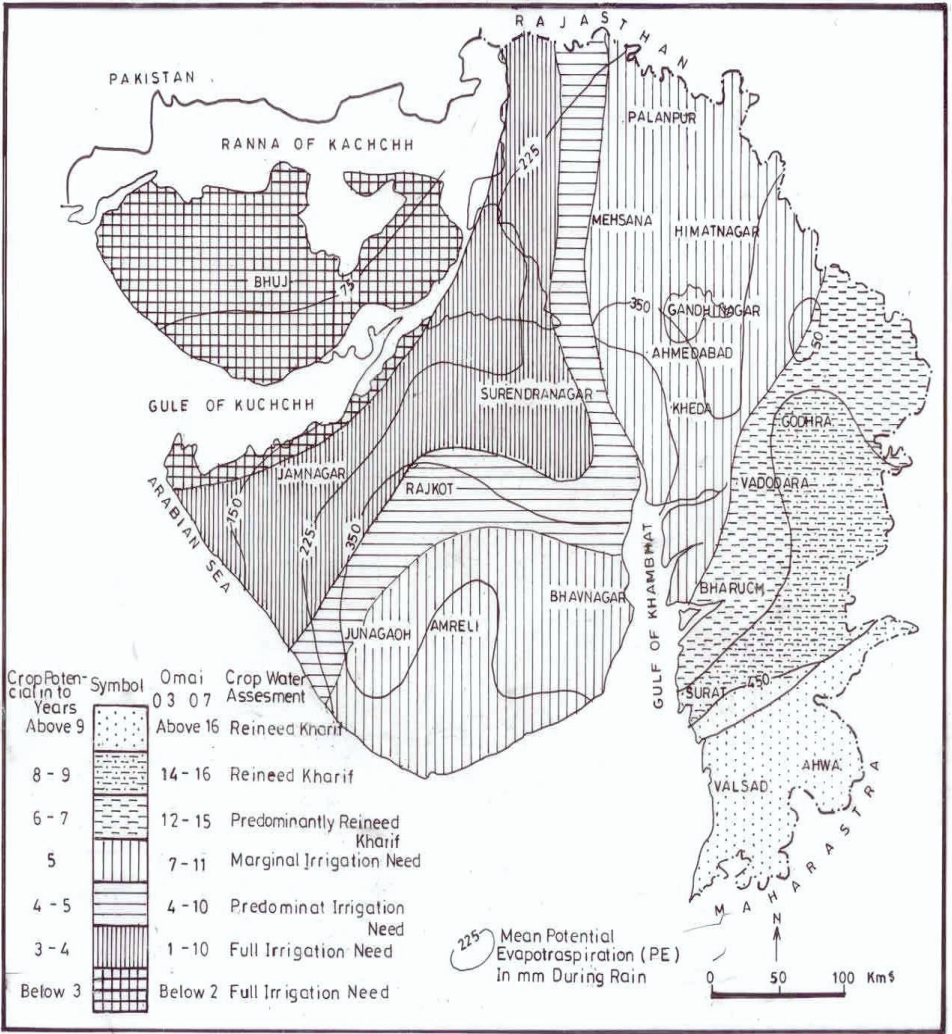 RAJASTHAN
PAKISTAN
RANNA OF KACHCHH
PALANPUR
225
MEHSANA
HIMATNAGAR
BHUJ
75
350
GANDHINAGAR
50
AHMEDABAD
SURENDRANAGAR
GULE OF KUCHCHH
KHEDA
GODHRA
JAMNAGAR
RAJKOT
VADODARA
ARABIAN SEA
150
225
350
GULF OF KHAMBHAT
BHARUCH
BHAVNAGAR
AMRELI
JUNAGAOH
SURAT
450
AHWA
VALSAD
MAHARASTRA
Crop Poten-
cial in to
Years
Symbol
Omai
03 07
Crop Water
Assesment
Above 9
Above 16
Reineed Kharif
8-9
14-16
Reineed Kharif
6-7
12-15
Predominantly Reineed
Kharif
5
7-11
Marginal Irrigation Need
4-5
4-10
Predominat Irrigation
Need
3-4
1-10
Full Irrigation Need
Below 3
Below 2
Full Irrigation Need
225
Mean Potential
Evapotraspiration (PE)
In mm During Rain
N
0 50 100 Kms